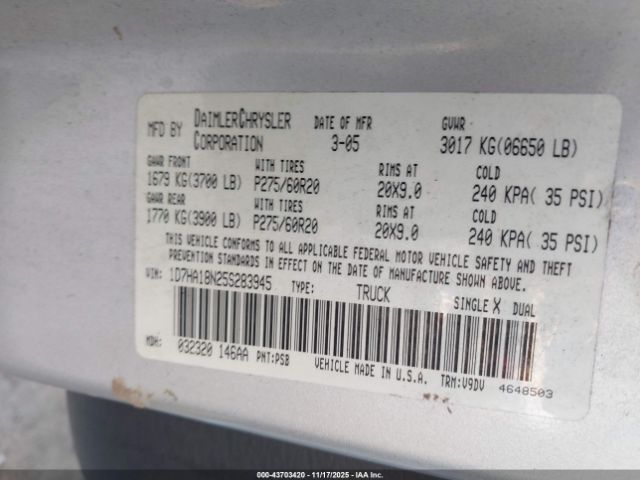 MFD BY DAIMLERCHRYSLER CORPORATION DATE OF MFR 3-05 GVWR 3017 KG(06650 LB)
GAWR FRONT WITH TIRES RIMS AT COLD
1679 KG(3700 LB) P275/60R20 20X9.0 240 KPA( 35 PSI)
GAWR REAR WITH TIRES RIMS AT COLD
1770 KG(3900 LB) P275/60R20 20X9.0 240 KPA( 35 PSI)
THIS VEHICLE CONFORMS TO ALL APPLICABLE FEDERAL MOTOR VEHICLE SAFETY AND THEFT
PREVENTION STANDARDS IN EFFECT ON THE DATE OF MANUFACTURE SHOWN ABOVE.
VIN: 1D7HA18N25S283945 TYPE: TRUCK SINGLE X DUAL
MDH: 032320 146AA PNT:PSB VEHICLE MADE IN U.S.A. TRM:V9DV 4648503
000-43703420 - 11/17/2025 - IAA, Inc.